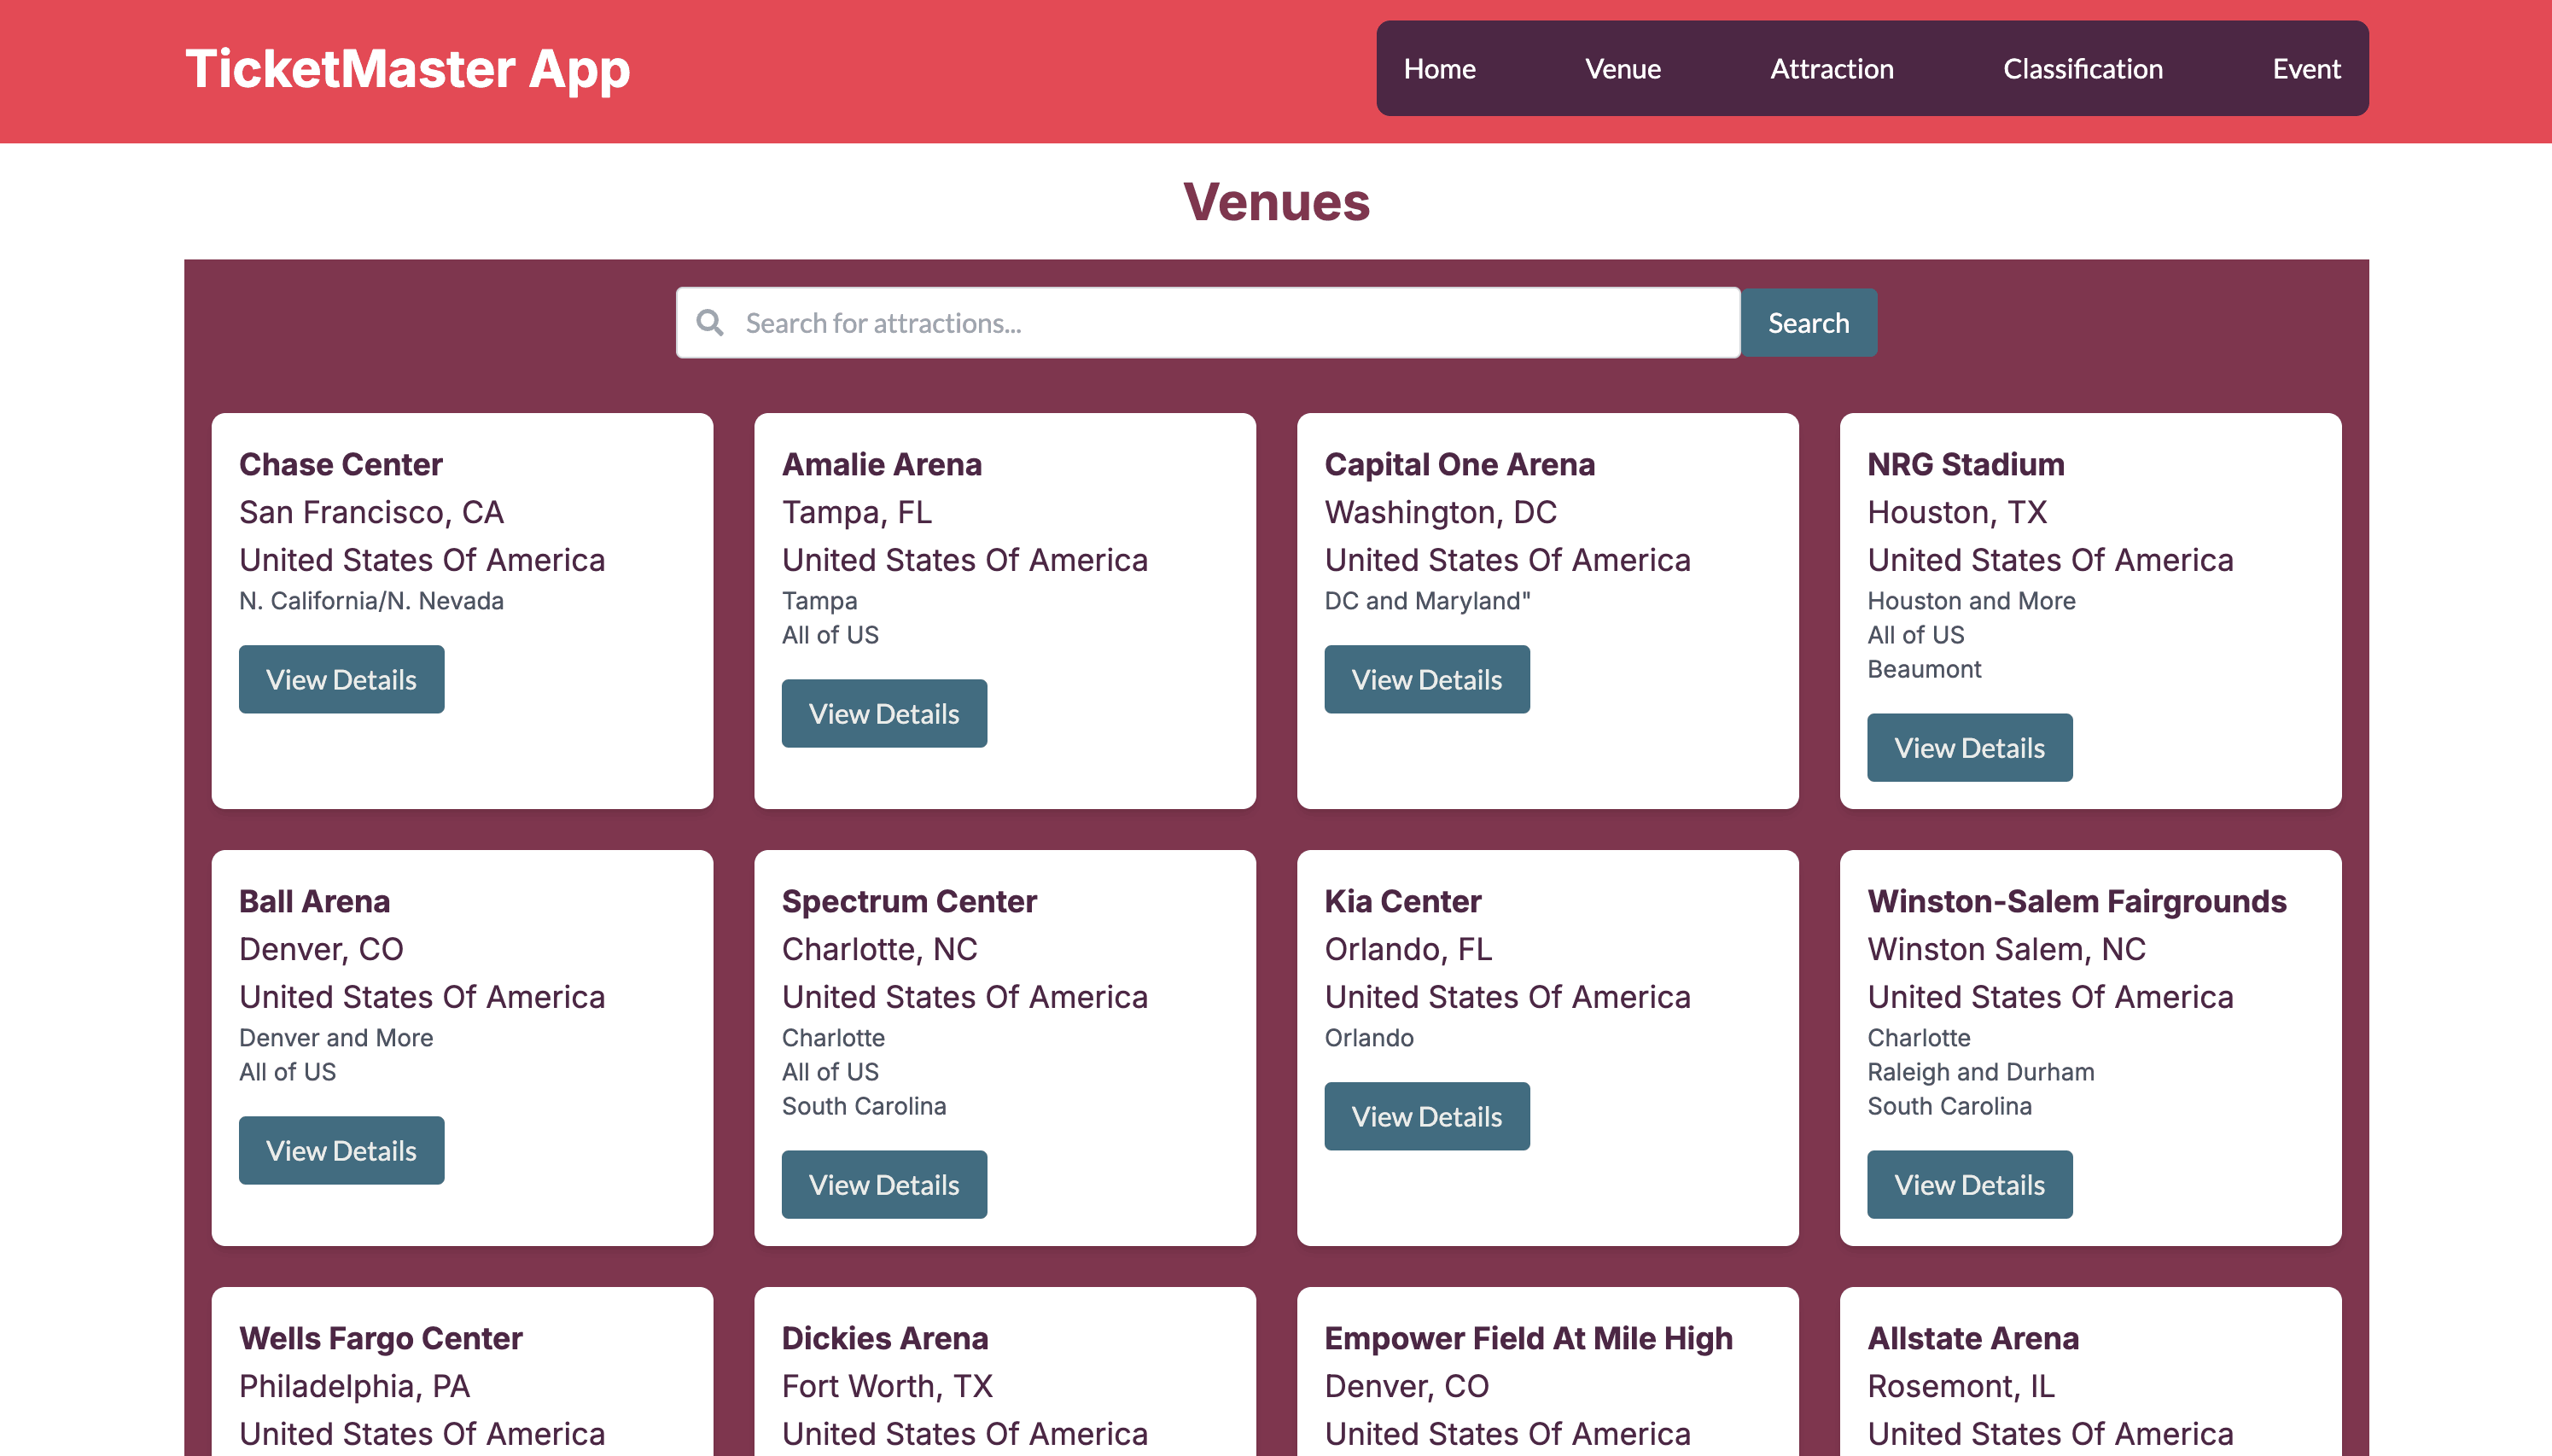 TicketMaster App
Home Venue Attraction Classification Event
Venues
Search for attractions...
Search
Chase Center
San Francisco, CA
United States Of America
N. California/N. Nevada
View Details
Amalie Arena
Tampa, FL
United States Of America
Tampa
All of US
View Details
Capital One Arena
Washington, DC
United States Of America
DC and Maryland"
View Details
NRG Stadium
Houston, TX
United States Of America
Houston and More
All of US
Beaumont
View Details
Ball Arena
Denver, CO
United States Of America
Denver and More
All of US
View Details
Spectrum Center
Charlotte, NC
United States Of America
Charlotte
All of US
South Carolina
View Details
Kia Center
Orlando, FL
United States Of America
Orlando
View Details
Winston-Salem Fairgrounds
Winston Salem, NC
United States Of America
Charlotte
Raleigh and Durham
South Carolina
View Details
Wells Fargo Center
Philadelphia, PA
United States Of America
Dickies Arena
Fort Worth, TX
United States Of America
Empower Field At Mile High
Denver, CO
United States Of America
Allstate Arena
Rosemont, IL
United States Of America